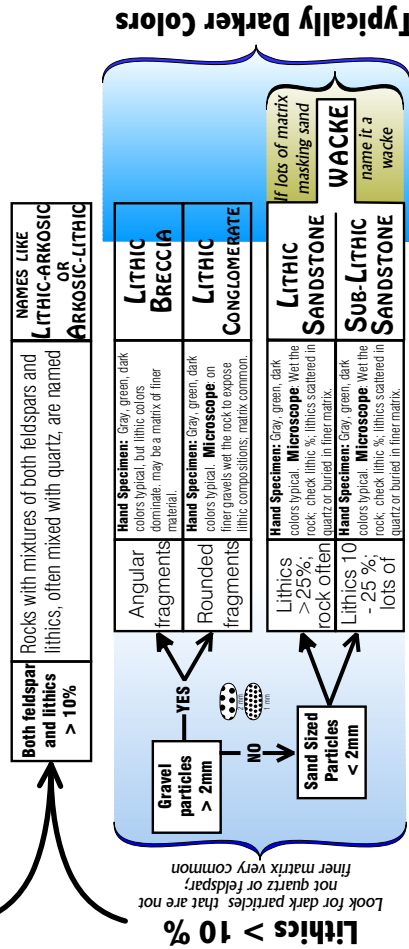 Both feldspar
and lithics
> 10%
Rocks with mixtures of both feldspars and
lithics, often mixed with quartz, are named
NAMES LIKE
LITHIC-ARKOSIC
OR
ARKOSIC-LITHIC
Lithics > 10 %
Look for dark particles that are not
not quartz or feldspar;
finer matrix very common
Gravel
particles
> 2mm
YES
NO
2 mm
1 mm
Sand Sized
Particles
< 2mm
Angular
fragments
Hand Specimen: Gray, green, dark
colors typical, but lithic colors
dominate. may be a matrix of finer
material.
LITHIC
BRECCIA
Rounded
fragments
Hand Specimen: Gray, green, dark
colors typical. Microscope: on
finer gravels wet the rock to expose
lithic compositions; matrix common.
LITHIC
CONGLOMERATE
Lithics
> 25%;
rock often
Hand Specimen: Gray, green, dark
colors typical. Microscope: Wet the
rock: check lithic %; lithics scattered in
quartz or buried in finer matrix.
LITHIC
SANDSTONE
Lithics 10
- 25 %;
lots of
Hand Specimen: Gray, green, dark
colors typical. Microscope: Wet the
rock: check lithic %; lithics scattered in
quartz or buried in finer matrix.
SUB-LITHIC
SANDSTONE
If lots of matrix
masking sand
WACKE
name it a
wacke
Typically Darker Colors